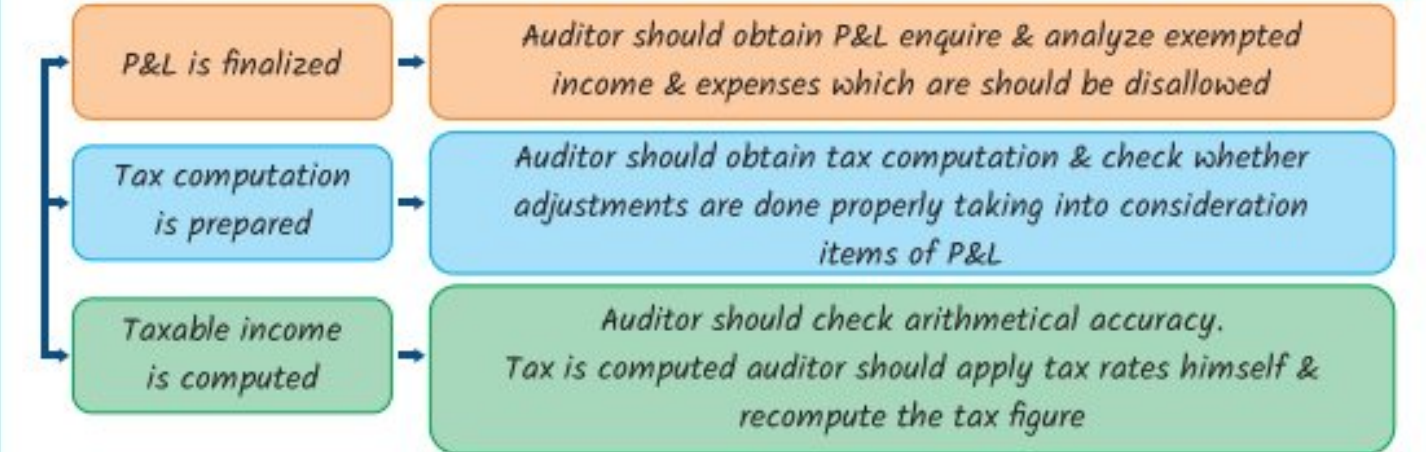 P&L is finalized
Auditor should obtain P&L enquire & analyze exempted
income & expenses which are should be disallowed
Tax computation
is prepared
Auditor should obtain tax computation & check whether
adjustments are done properly taking into consideration
items of P&L
Taxable income
is computed
Auditor should check arithmetical accuracy.
Tax is computed auditor should apply tax rates himself &
recompute the tax figure